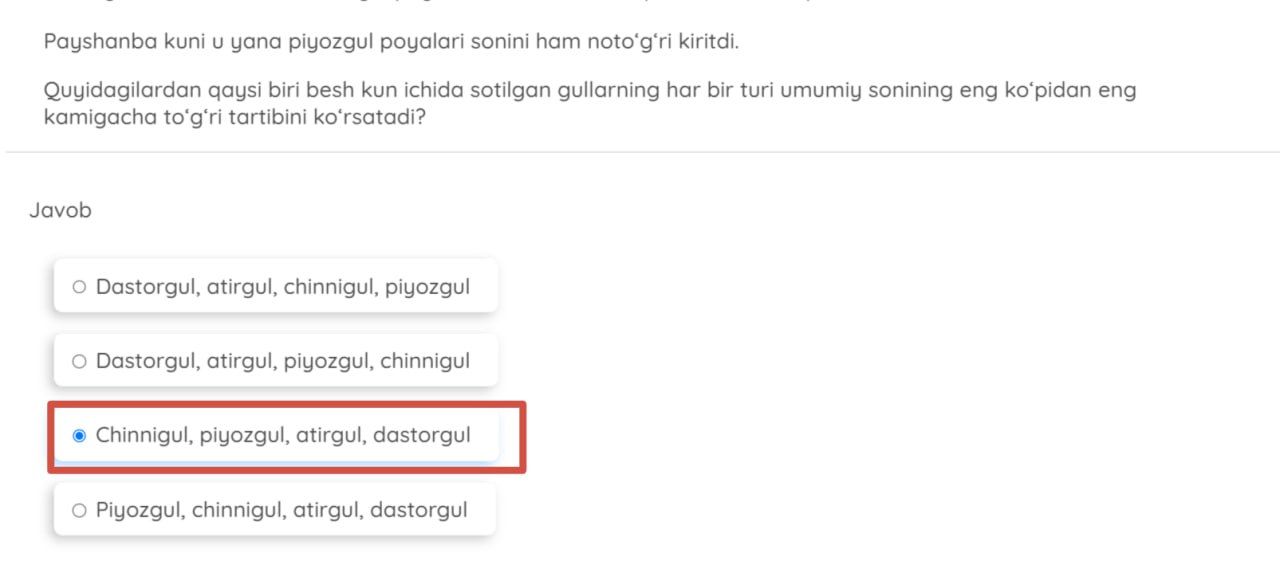 Payshanba kuni u yana piyozgul poyalari sonini ham noto‘g‘ri kiritdi.
Quyidagilardan qaysi biri besh kun ichida sotilgan gullarning har bir turi umumiy sonining eng ko‘pidan eng
kamigacha to‘g‘ri tartibini ko‘rsatadi?
Javob
Dastorgul, atirgul, chinnigul, piyozgul
Dastorgul, atirgul, piyozgul, chinnigul
Chinnigul, piyozgul, atirgul, dastorgul
Piyozgul, chinnigul, atirgul, dastorgul